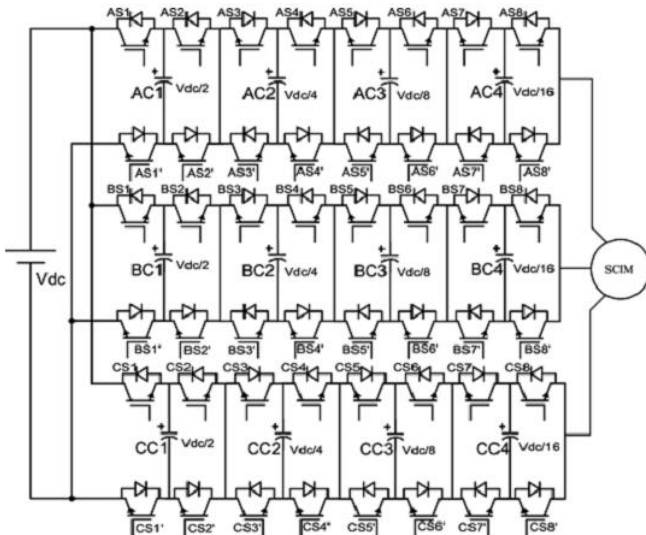 AS1 AS2 AS3 AS4 AS5 AS6 AS7 AS8
AC1 Vdc/2 AC2 Vdc/4 AC3 Vdc/8 AC4 Vdc/16
AS1' AS2' AS3' AS4' AS5' AS6' AS7' AS8'
BS1 BS2 BS3 BS4 BS5 BS6 BS7 BS8
Vdc BC1 Vdc/2 BC2 Vdc/4 BC3 Vdc/8 BC4 Vdc/16 SCIM
BS1' BS2' BS3' BS4' BS5' BS6' BS7' BS8'
CS1 CS2 CS3 CS4 CS5 CS6 CS7 CS8
CC1 Vdc/2 CC2 Vdc/4 CC3 Vdc/8 CC4 Vdc/16
CS1' CS2' CS3' CS4' CS5' CS6' CS7' CS8'